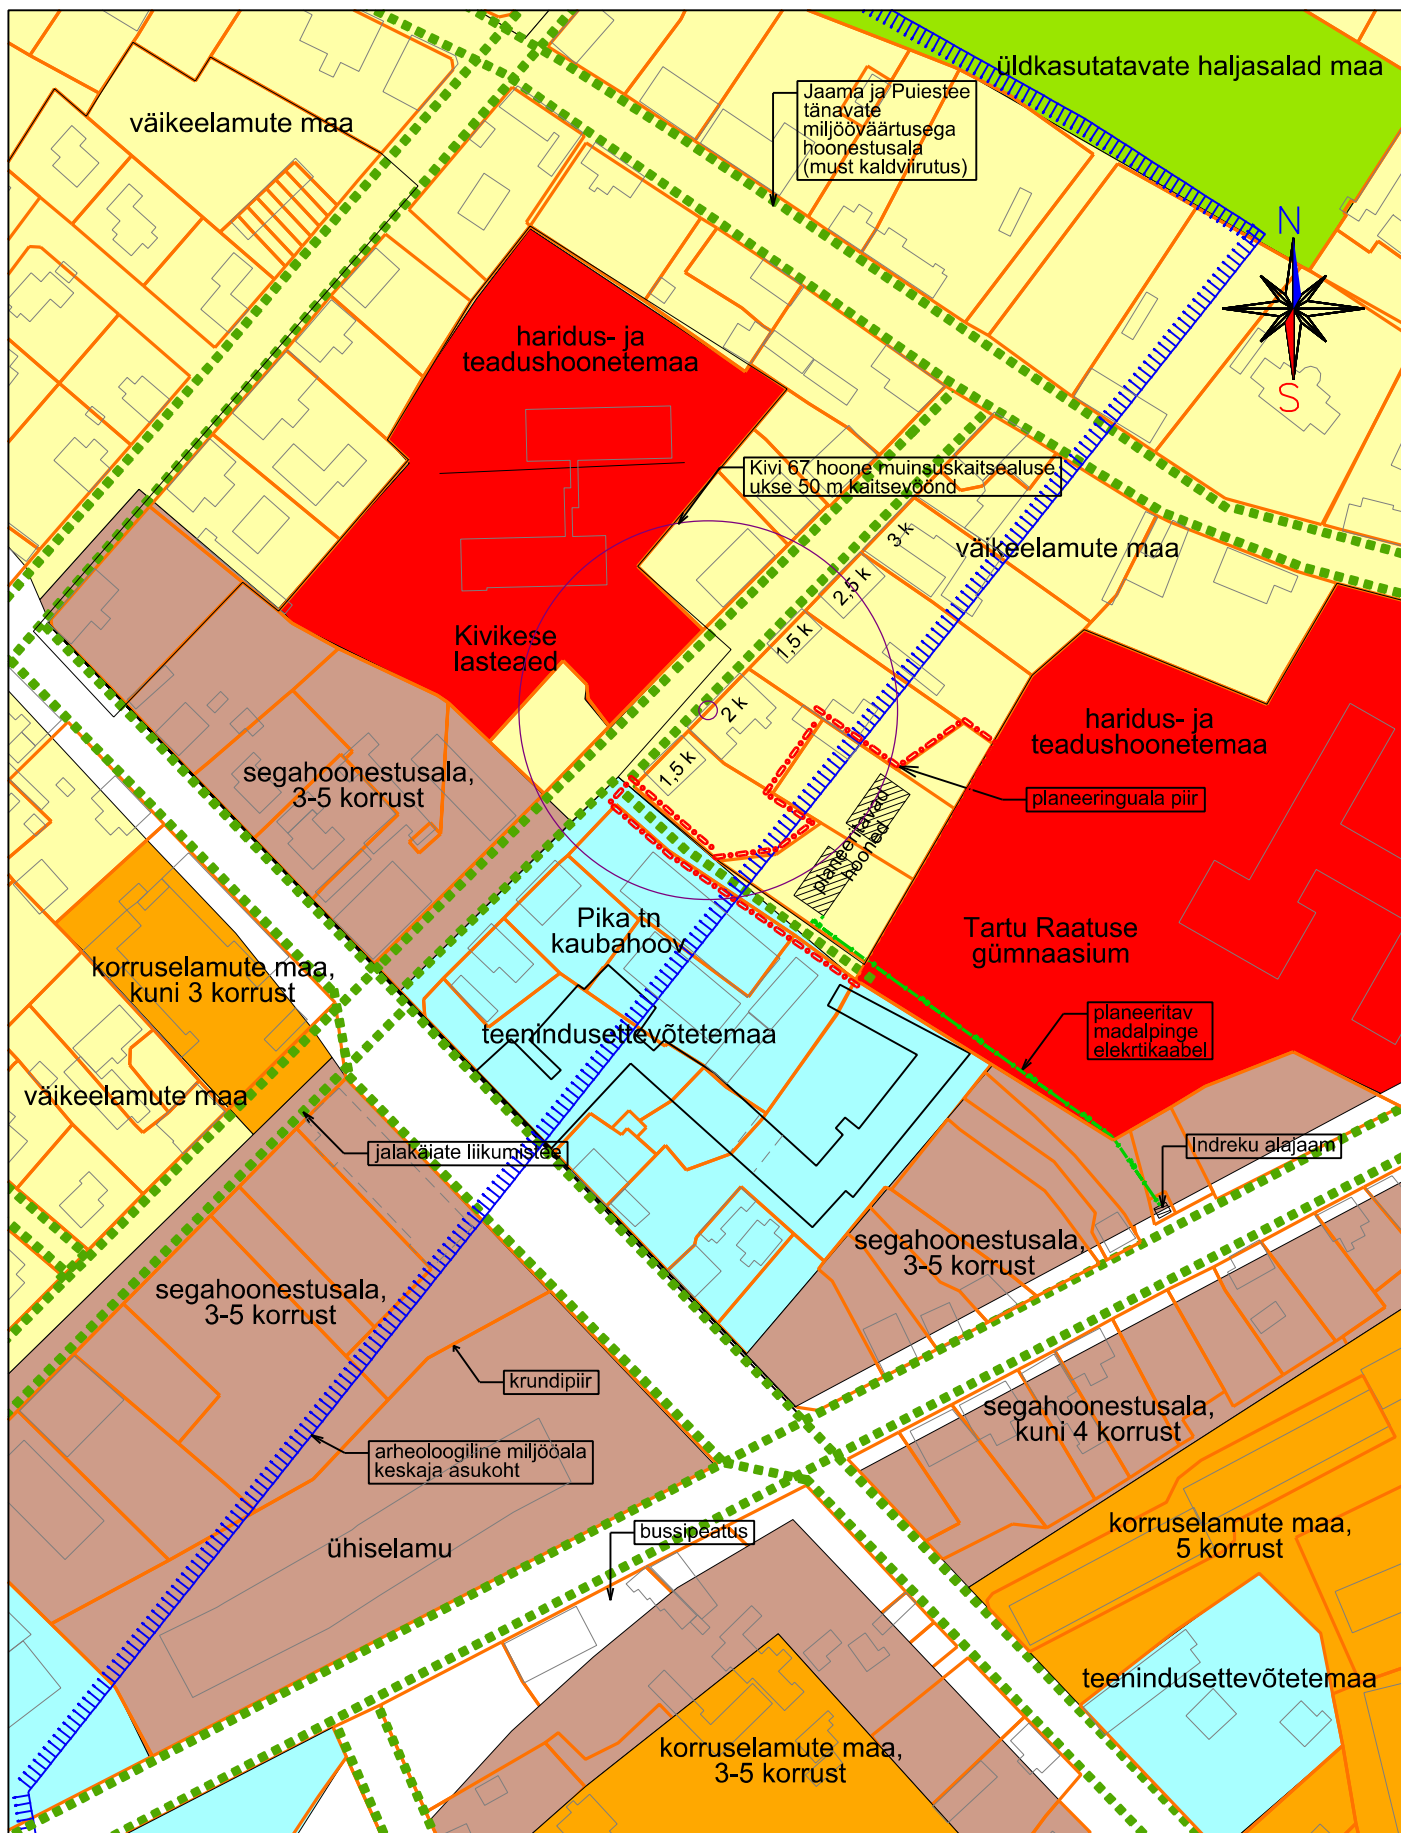 üldkasutatavate haljasalad maa
Jaama ja Puiestee
tänavate
miljööväärtusega
hoonestusala
(must kaldviirutus)
väikeelamute maa
N
S
haridus- ja
teadushoonetemaa
Kivi 67 hoone muinsuskaitsealuse
ukse 50 m kaitsevöönd
3 k
väikeelamute maa
2,5 k
1,5 k
Kivikese
lasteaed
2 k
1,5 k
haridus- ja
teadushoonetemaa
segahoonestusala,
3-5 korrust
planeeringuala piir
planeeritavad
hooned
Pika tn
kaubahoov
Tartu Raatuse
gümnaasium
korruselamute maa,
kuni 3 korrust
teenindusettevõtetemaa
planeeritav
madalpinge
elekrtikaabel
väikeelamute maa
jalakäiate liikumistee
Indreku alajaam
segahoonestusala,
3-5 korrust
segahoonestusala,
3-5 korrust
krundipiir
segahoonestusala,
kuni 4 korrust
arheoloogiline miljööala
keskaja asukoht
korruselamute maa,
5 korrust
bussipeatus
ühiselamu
teenindusettevõtetemaa
korruselamute maa,
3-5 korrust